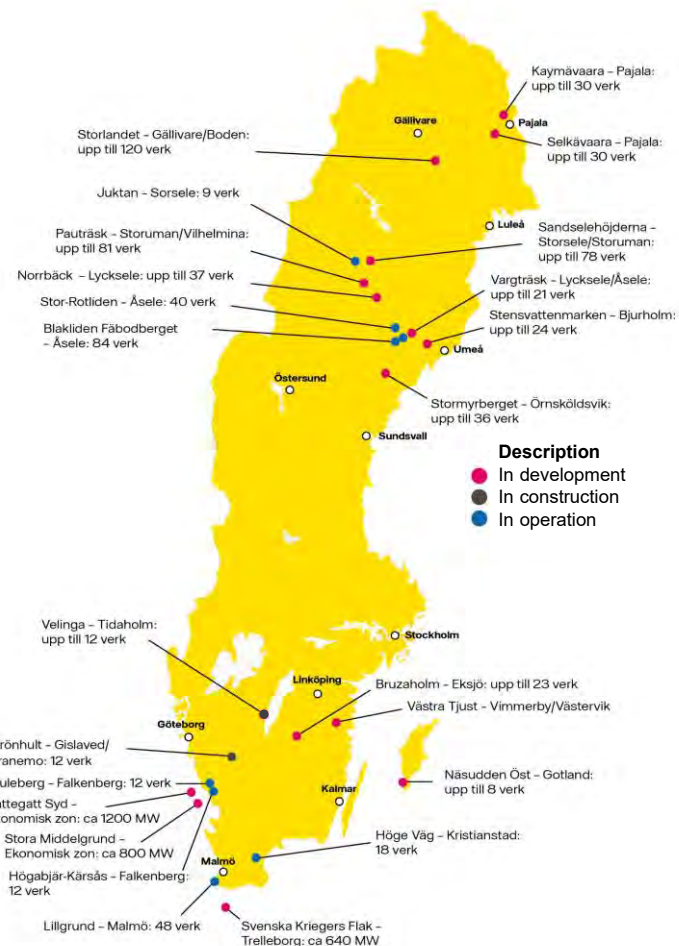 Kaymävaara – Pajala:
upp till 30 verk
Gällivare
Pajala
Storlandet – Gällivare/Boden:
upp till 120 verk
Selkävaara – Pajala:
upp till 30 verk
Juktan – Sorsele: 9 verk
Luleå
Sandselehöjderna –
Storsele/Storuman:
upp till 78 verk
Pauträsk – Storuman/Vilhelmina:
upp till 81 verk
Norrbäck – Lycksele: upp till 37 verk
Vargträsk – Lycksele/Åsele:
upp till 21 verk
Stor-Rotliden – Åsele: 40 verk
Stensvattenmarken – Bjurholm:
upp till 24 verk
Blakliden Fäbodberget
– Åsele: 84 verk
Umeå
Östersund
Stormyrberget – Örnsköldsvik:
upp till 36 verk
Sundsvall
Description
In development
In construction
In operation
Velinga – Tidaholm:
upp till 12 verk
Stockholm
Linköping
Bruzaholm – Eksjö: upp till 23 verk
Västra Tjust – Vimmerby/Västervik
Göteborg
rönhult – Gislaved/
ranemo: 12 verk
uleberg – Falkenberg: 12 verk
Näsudden Öst – Gotland:
upp till 8 verk
Kalmar
attegatt Syd –
onomisk zon: ca 1200 MW
Stora Middelgrund –
Ekonomisk zon: ca 800 MW
Höge Väg – Kristianstad:
18 verk
Malmö
Högabjär-Kärsås – Falkenberg:
12 verk
Lillgrund – Malmö: 48 verk
Svenska Kriegers Flak –
Trelleborg: ca 640 MW